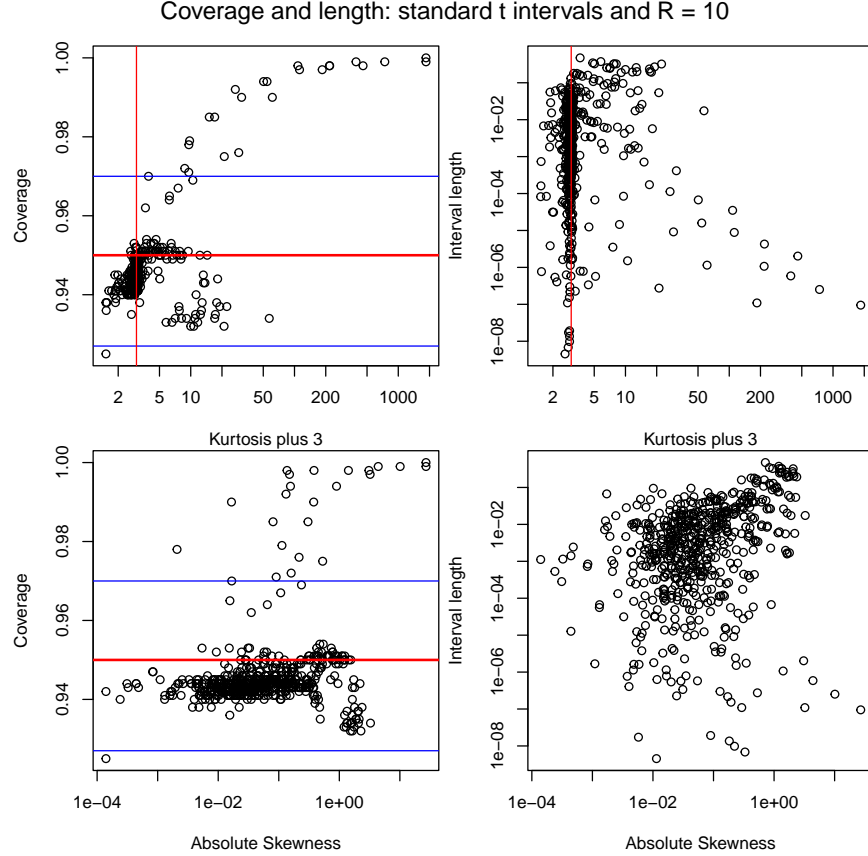 Coverage and length: standard t intervals and R = 10
Coverage
0.94 0.96 0.98 1.00
2 5 10 50 200 1000
Kurtosis plus 3
Interval length
1e-08 1e-06 1e-04 1e-02
2 5 10 50 200 1000
Kurtosis plus 3
Coverage
0.94 0.96 0.98 1.00
1e-04 1e-02 1e+00
Absolute Skewness
Interval length
1e-08 1e-06 1e-04 1e-02
1e-04 1e-02 1e+00
Absolute Skewness